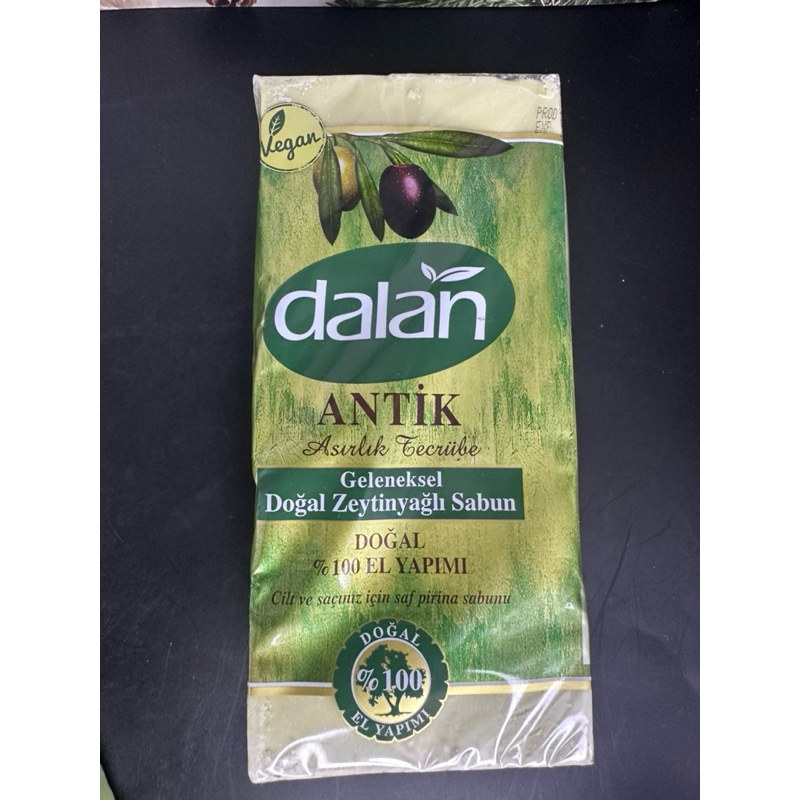 PROD
EXP
Vegan
dalan
ANTİK
Asırlık Tecrübe
Geleneksel
Doğal Zeytinyağlı Sabun
DOĞAL
%100 EL YAPIMI
Cilt ve saçınız için saf pirina sabunu
DOĞAL
%100
EL YAPIMI